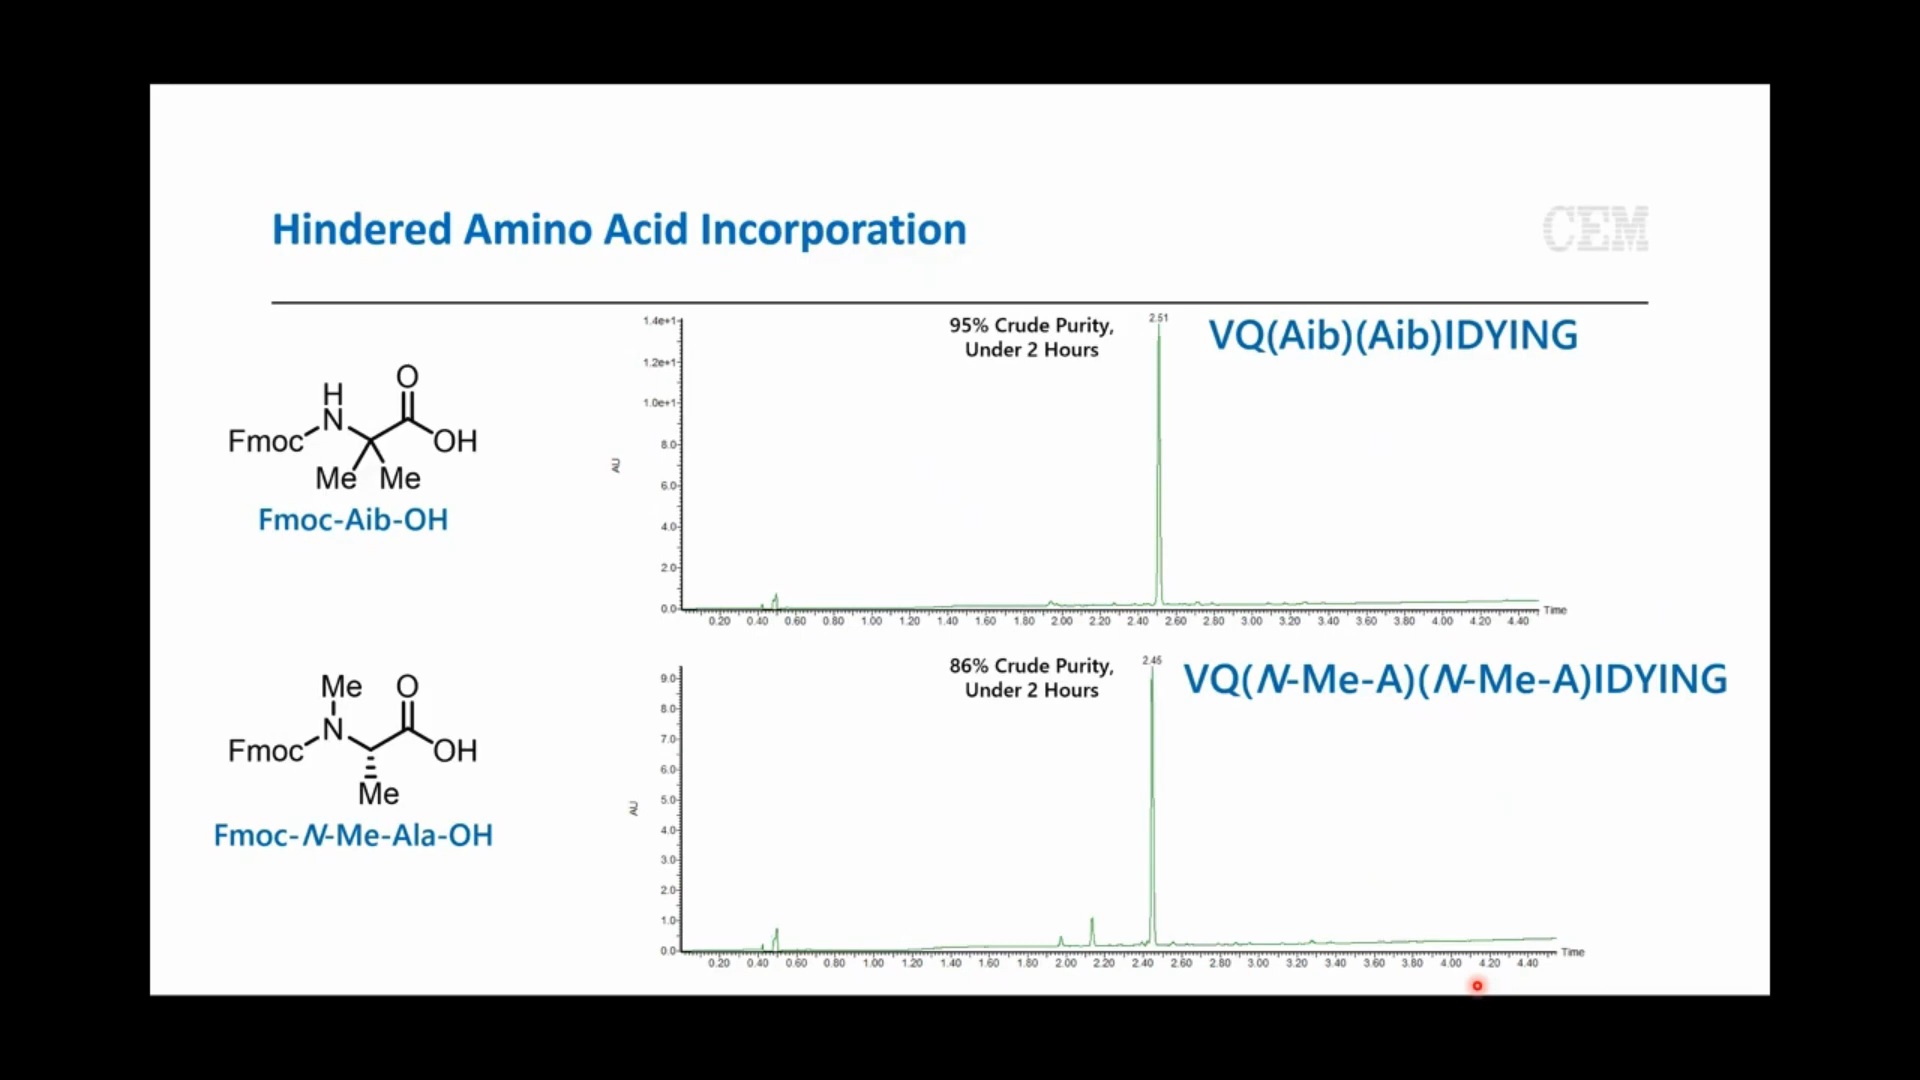 Hindered Amino Acid Incorporation
CEM
H
O
N
Fmoc
OH
Me Me
Fmoc-Aib-OH
95% Crude Purity,
Under 2 Hours
2.51
VQ(Aib)(Aib)IDYING
1.4e+1
1.2e+1
1.0e+1
8.0
6.0
4.0
2.0
0.0
AU
0.20 0.40 0.60 0.80 1.00 1.20 1.40 1.60 1.80 2.00 2.20 2.40 2.60 2.80 3.00 3.20 3.40 3.60 3.80 4.00 4.20 4.40
Time
Me O
N
Fmoc
OH
Me
Fmoc-N-Me-Ala-OH
86% Crude Purity,
Under 2 Hours
2.45
VQ(N-Me-A)(N-Me-A)IDYING
9.0
8.0
7.0
6.0
5.0
4.0
3.0
2.0
1.0
0.0
AU
0.20 0.40 0.60 0.80 1.00 1.20 1.40 1.60 1.80 2.00 2.20 2.40 2.60 2.80 3.00 3.20 3.40 3.60 3.80 4.00 4.20 4.40
Time